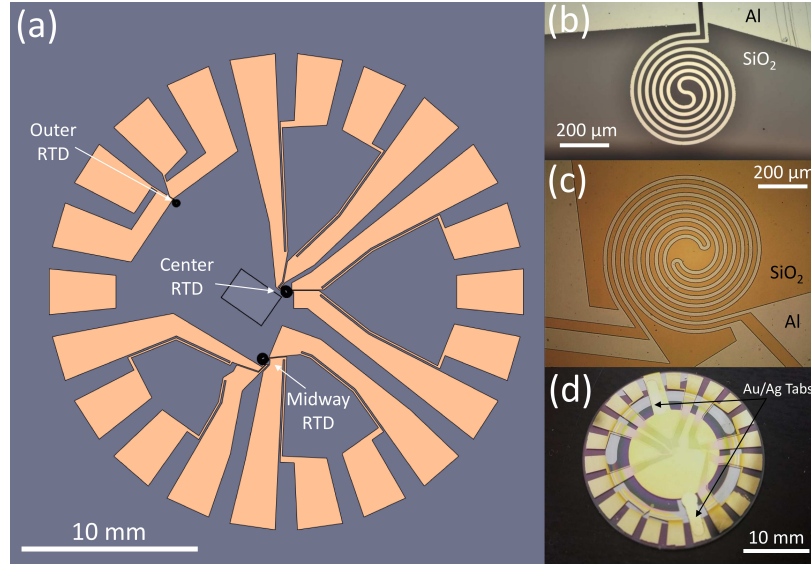 (a)
Outer
RTD
Center
RTD
Midway
RTD
10 mm
(b)
Al
SiO₂
200 μm
(c)
200 μm
SiO₂
Al
(d)
Au/Ag Tabs
10 mm